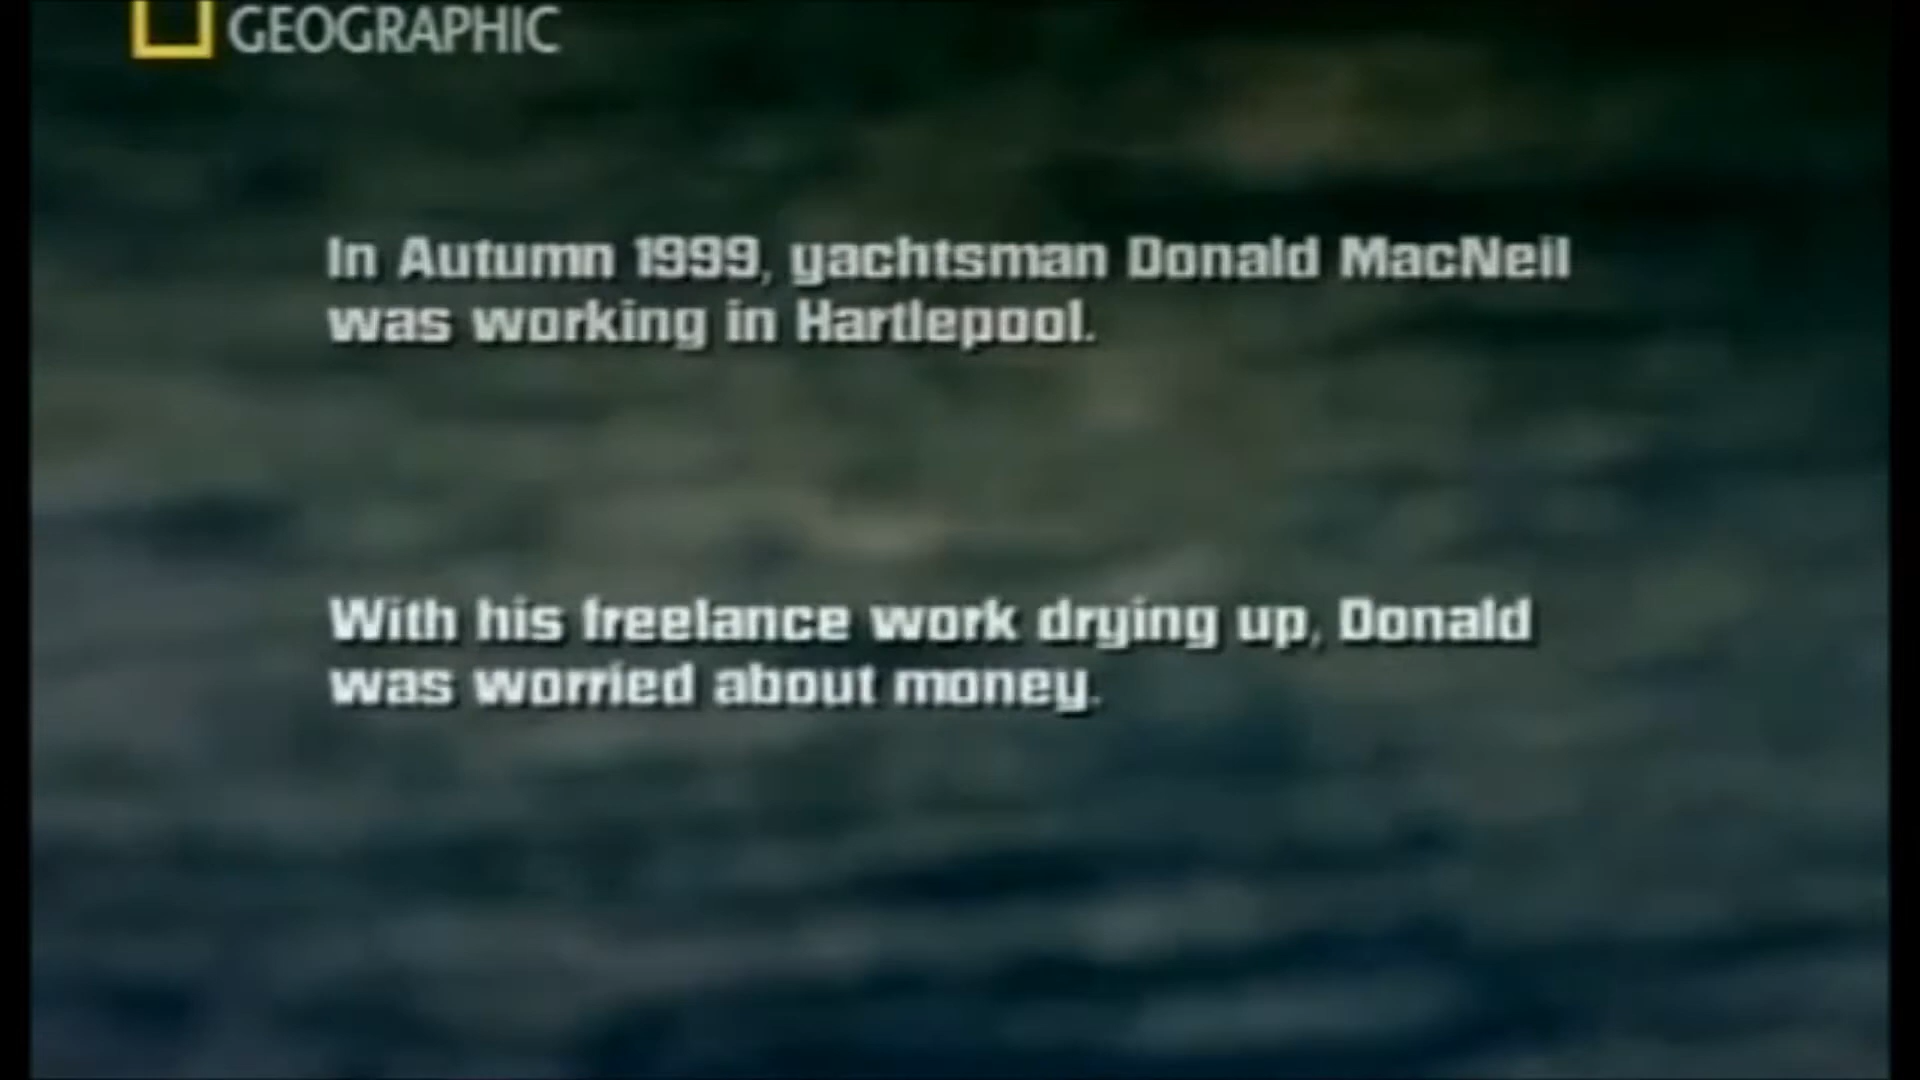 GEOGRAPHIC
In Autumn 1999, yachtsman Donald MacNeil
was working in Hartlepool.
With his freelance work drying up, Donald
was worried about money.